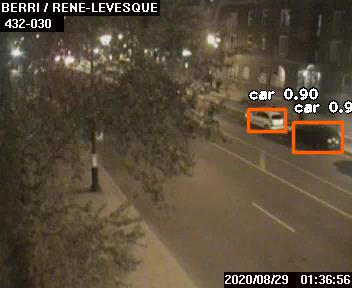 BERRI / RENE-LEVESQUE
432-030
car 0.90
car 0.9
2020/08/29 01:36:56